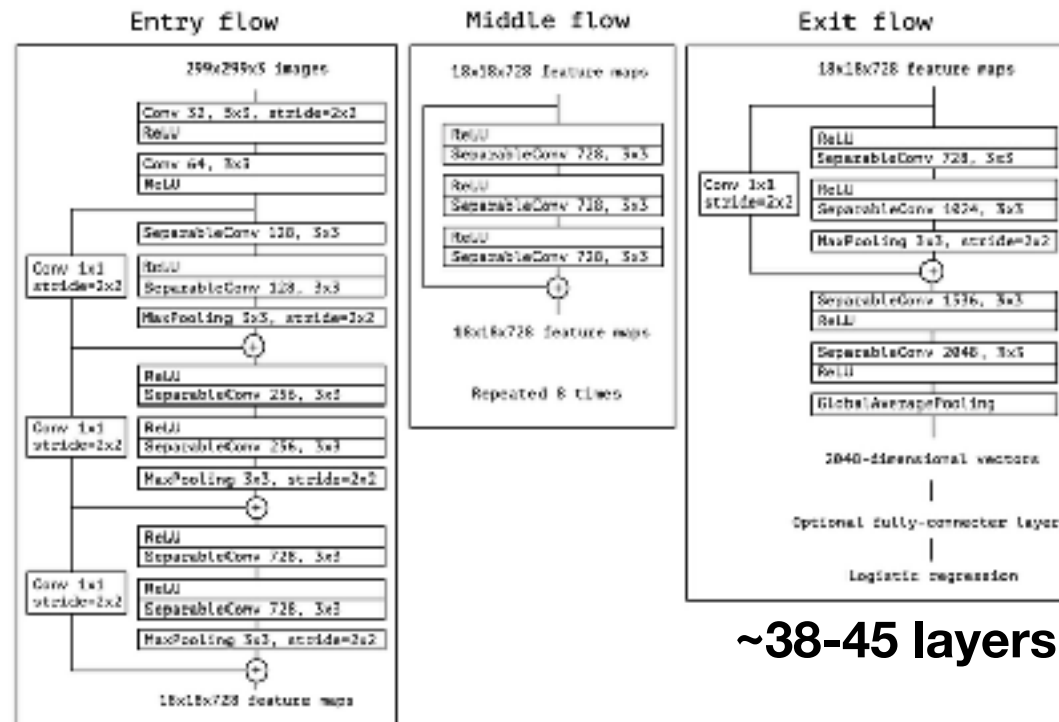 Entry flow
299x299x3 images
Conv 32, 3x3, stride=2x2
ReLU
Conv 64, 3x3
ReLU
SeparableConv 128, 3x3
Conv 1x1
stride=2x2
ReLU
SeparableConv 128, 3x3
MaxPooling 3x3, stride=2x2
+
ReLU
SeparableConv 256, 3x3
Conv 1x1
stride=2x2
ReLU
SeparableConv 256, 3x3
MaxPooling 3x3, stride=2x2
+
ReLU
SeparableConv 728, 3x3
Conv 1x1
stride=2x2
ReLU
SeparableConv 728, 3x3
MaxPooling 3x3, stride=2x2
+
18x18x728 feature maps
Middle flow
18x18x728 feature maps
ReLU
SeparableConv 728, 3x3
ReLU
SeparableConv 728, 3x3
ReLU
SeparableConv 728, 3x3
+
18x18x728 feature maps
Repeated 8 times
Exit flow
18x18x728 feature maps
ReLU
SeparableConv 728, 3x3
Conv 1x1
stride=2x2
ReLU
SeparableConv 1024, 3x3
MaxPooling 3x3, stride=2x2
+
SeparableConv 1536, 3x3
ReLU
SeparableConv 2048, 3x3
ReLU
GlobalAveragePooling
2048-dimensional vectors
Optional fully-connecter layer
Logistic regression
~38-45 layers